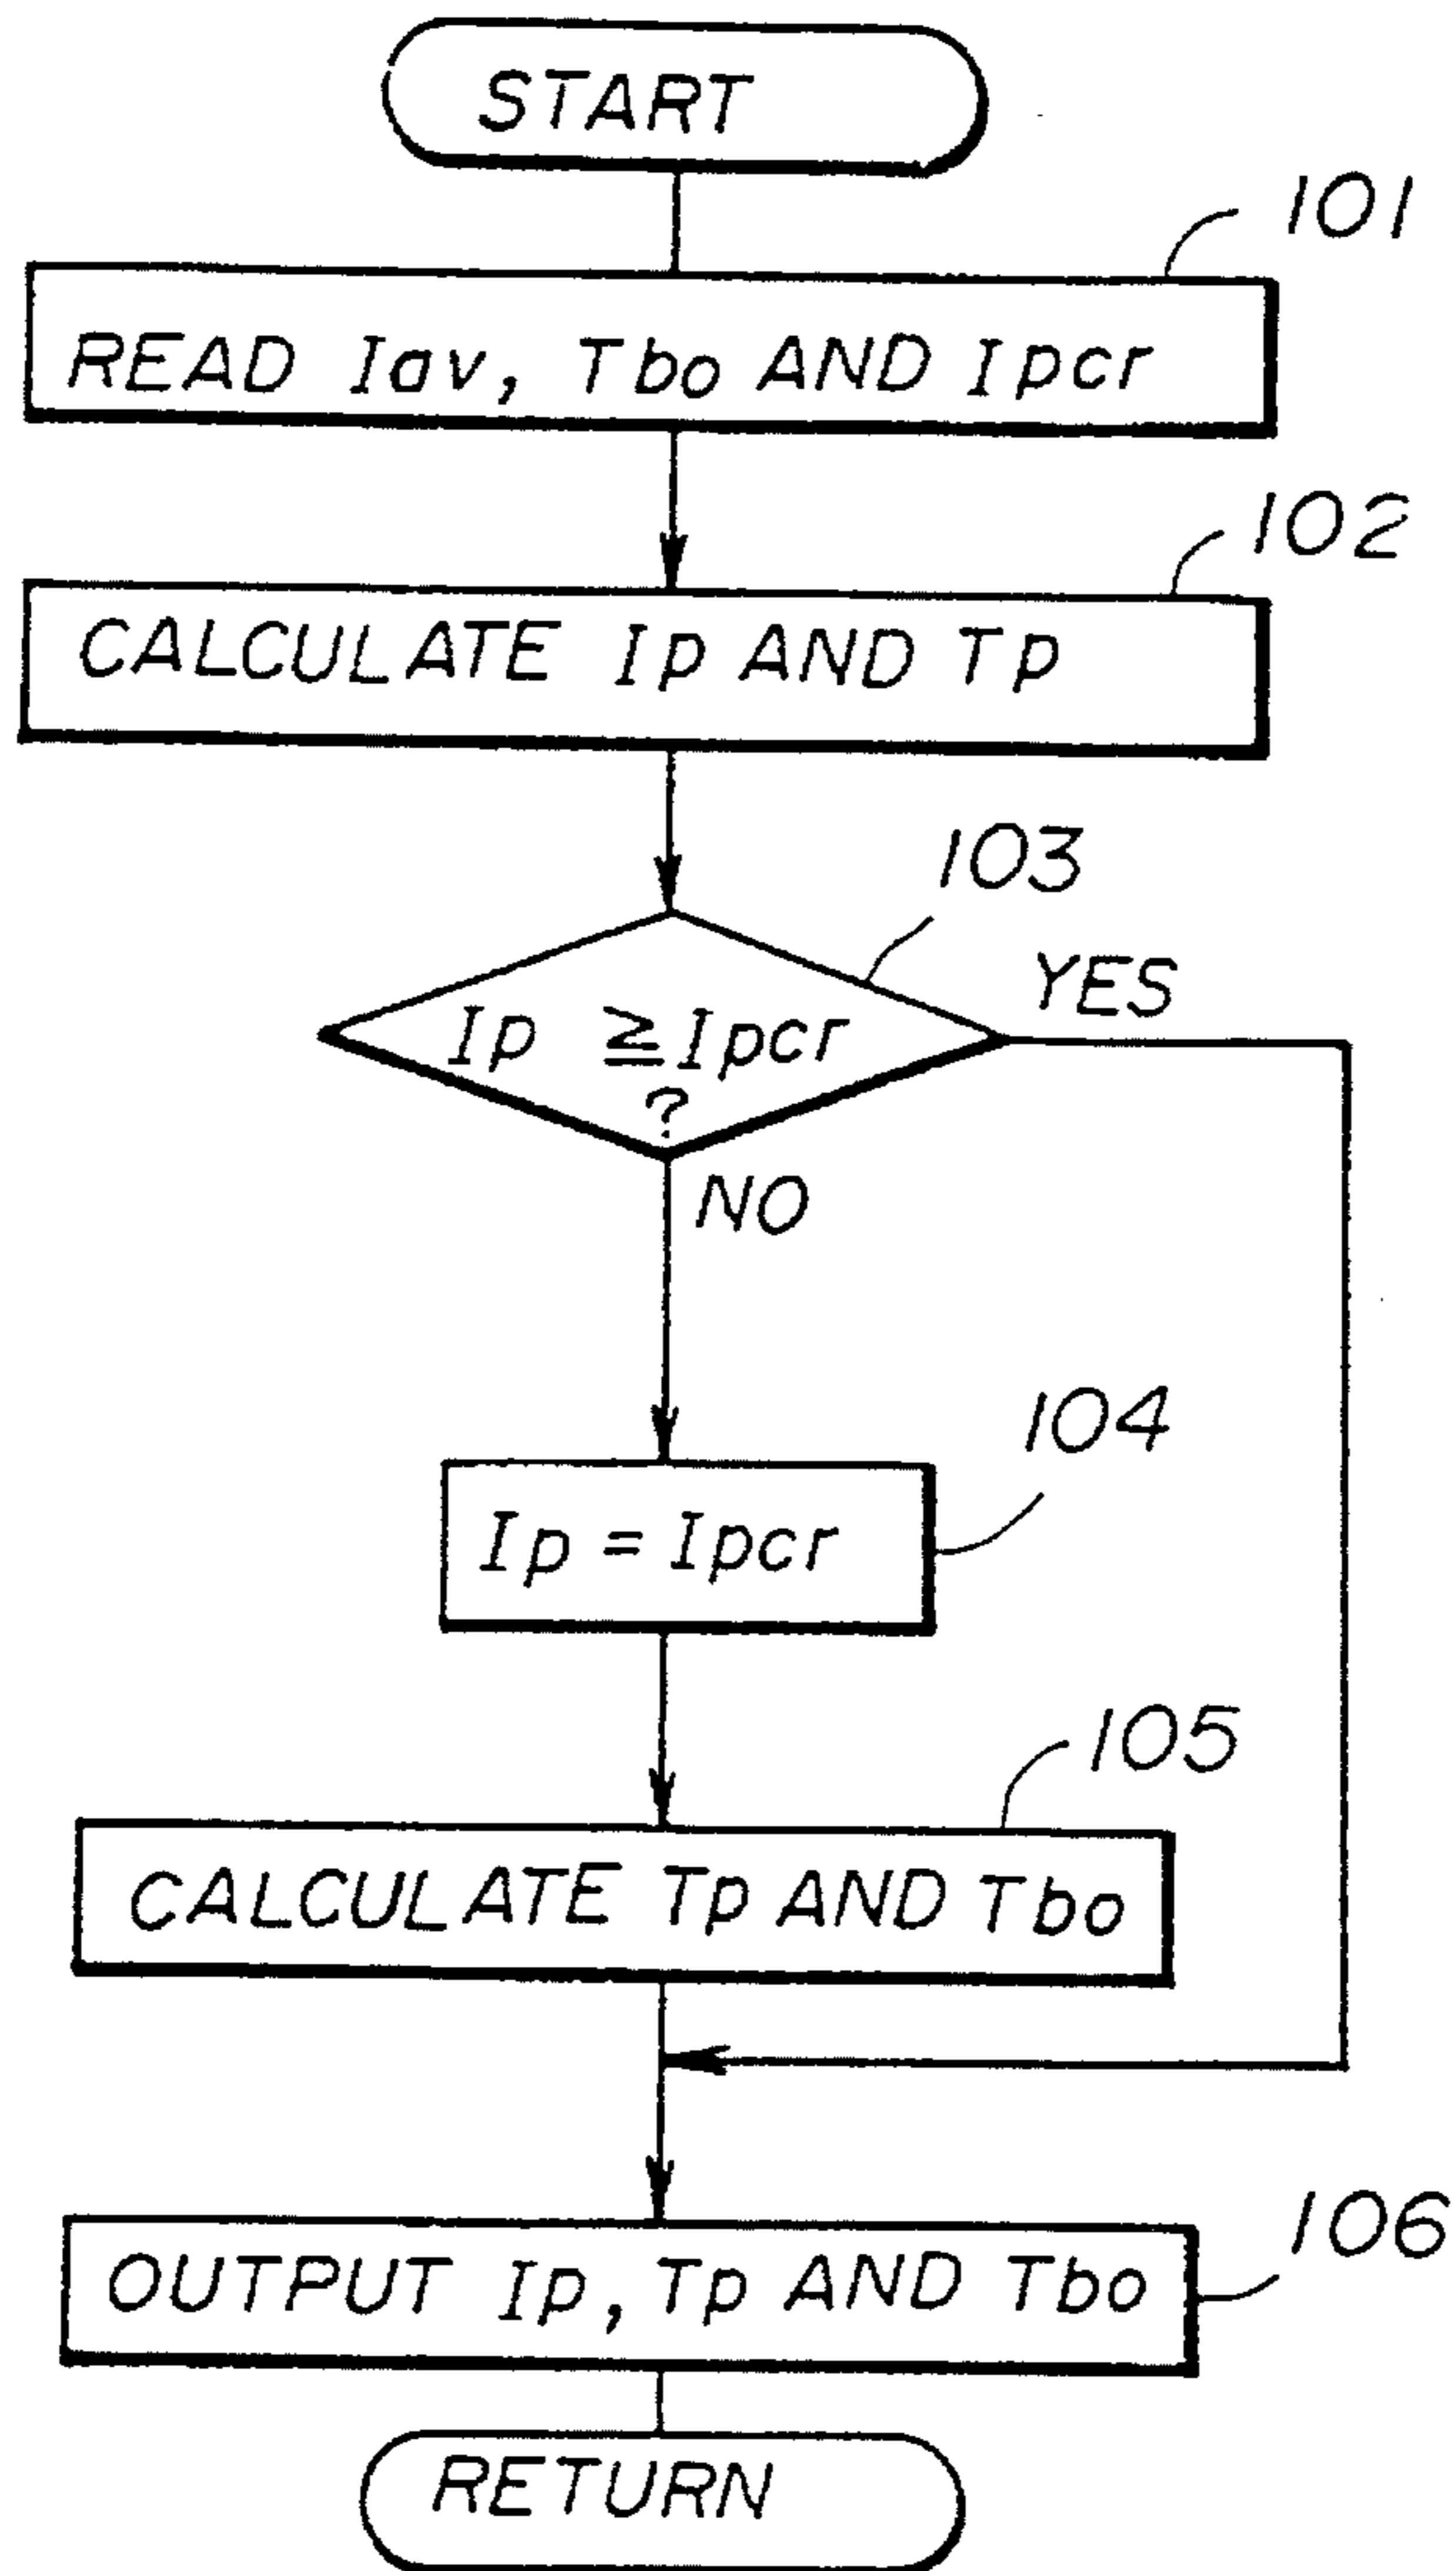 START
101
READ Iav, Tbo AND Ipcr
102
CALCULATE Ip AND Tp
103
YES
Ip ≧ Ipcr
?
NO
104
Ip = Ipcr
105
CALCULATE Tp AND Tbo
106
OUTPUT Ip, Tp AND Tbo
RETURN